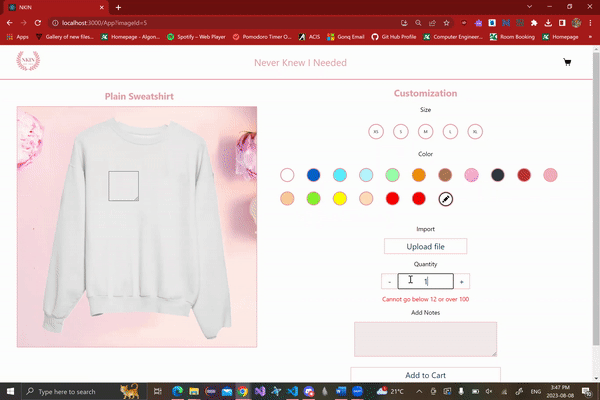 NKIN
localhost:3000/App?imageId=5
Apps
Gallery of new files...
Homepage - Algon...
Spotify – Web Player
Pomodoro Timer O...
ACIS
Gonq Email
Git Hub Profile
Computer Engineer...
Room Booking
Homepage
NKIN
Never Knew I Needed
Plain Sweatshirt
Customization
Size
XS
S
M
L
XL
Color
Import
Upload file
Quantity
-
1
+
Cannot go below 12 or over 100
Add Notes
Add to Cart
Type here to search
21°C
ENG
3:47 PM
2023-08-08